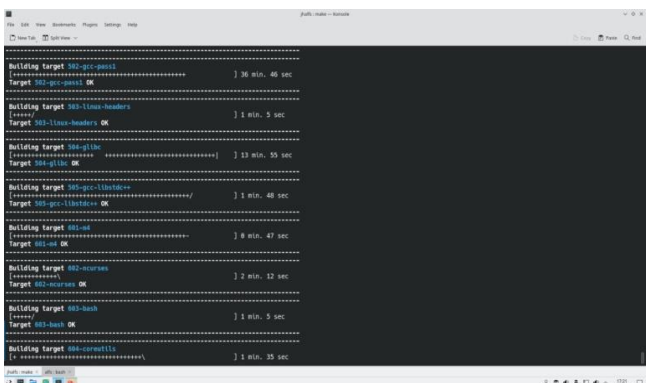 jhalfs : make — Konsole
File Edit View Bookmarks Plugins Settings Help
New Tab Split View Copy Paste Find
Building target 502-gcc-pass1
[+++++++++++++++++++++++++++++++++++++++++++++++ ] 36 min. 46 sec
Target 502-gcc-pass1 OK
Building target 503-linux-headers
[+++++/ ] 1 min. 5 sec
Target 503-linux-headers OK
Building target 504-glibc
[++++++++++++++++++++++ ++++++++++++++++++++++++++++++| ] 13 min. 55 sec
Target 504-glibc OK
Building target 505-gcc-libstdc++
[++++++++++++++++++++++++++++++++++++++++++++++++/ ] 1 min. 48 sec
Target 505-gcc-libstdc++ OK
Building target 601-m4
[+++++++++++++++++++++++++++++++++++++++++++++++- ] 0 min. 47 sec
Target 601-m4 OK
Building target 602-ncurses
[++++++++++++\ ] 2 min. 12 sec
Target 602-ncurses OK
Building target 603-bash
[+++++/ ] 1 min. 5 sec
Target 603-bash OK
Building target 604-coreutils
[+ +++++++++++++++++++++++++++++++++\ ] 1 min. 35 sec
jhalfs : make